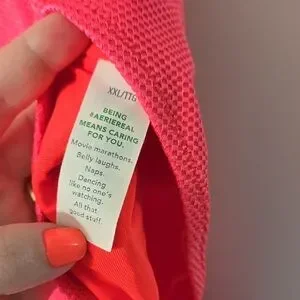 XXL/TTG
BEING
#AERIEREAL
MEANS CARING
FOR YOU.
Movie marathons.
Belly laughs.
Naps.
Dancing
like no one's
watching.
All that
good stuff.